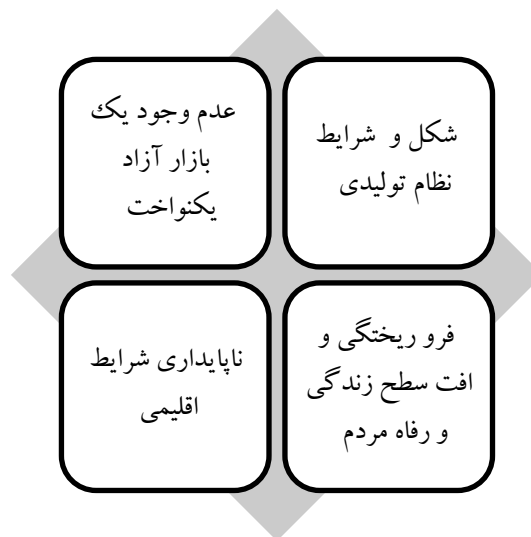 شکل و شرایط
نظام تولیدی
عدم وجود یک
بازار آزاد
یکنواخت
فرو ریختگی و
افت سطح زندگی
و رفاه مردم
ناپایداری شرایط
اقلیمی